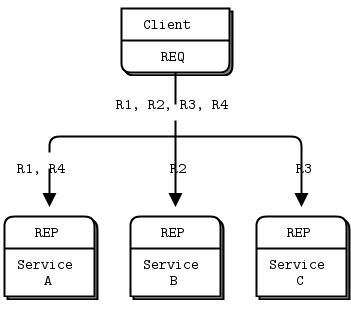 Client
REQ
R1, R2, R3, R4
R1, R4
R2
R3
REP
REP
REP
Service
A
Service
B
Service
C